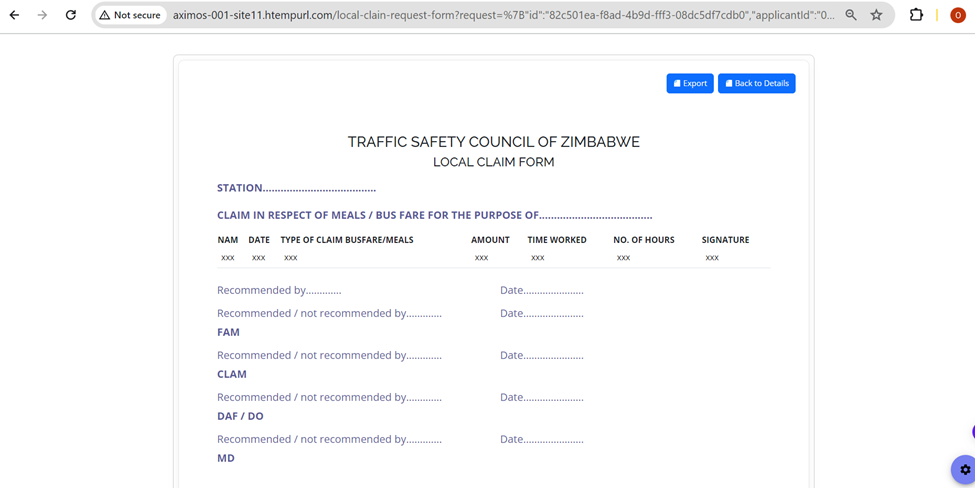 Not secure
aximos-001-site11.htempurl.com/local-clain-request-form?request=%7B"id":"82c501ea-f8ad-4b9d-fff3-08dc5df7cdb0","applicantId":"0...
O
Export
Back to Details
TRAFFIC SAFETY COUNCIL OF ZIMBABWE
LOCAL CLAIM FORM
STATION......................................
CLAIM IN RESPECT OF MEALS / BUS FARE FOR THE PURPOSE OF......................................
NAM DATE TYPE OF CLAIM BUSFARE/MEALS AMOUNT TIME WORKED NO. OF HOURS SIGNATURE
xxx xxx xxx xxx xxx xxx xxx
Recommended by............. Date......................
Recommended / not recommended by............. Date......................
FAM
Recommended / not recommended by............. Date......................
CLAM
Recommended / not recommended by............. Date......................
DAF / DO
Recommended / not recommended by............. Date......................
MD